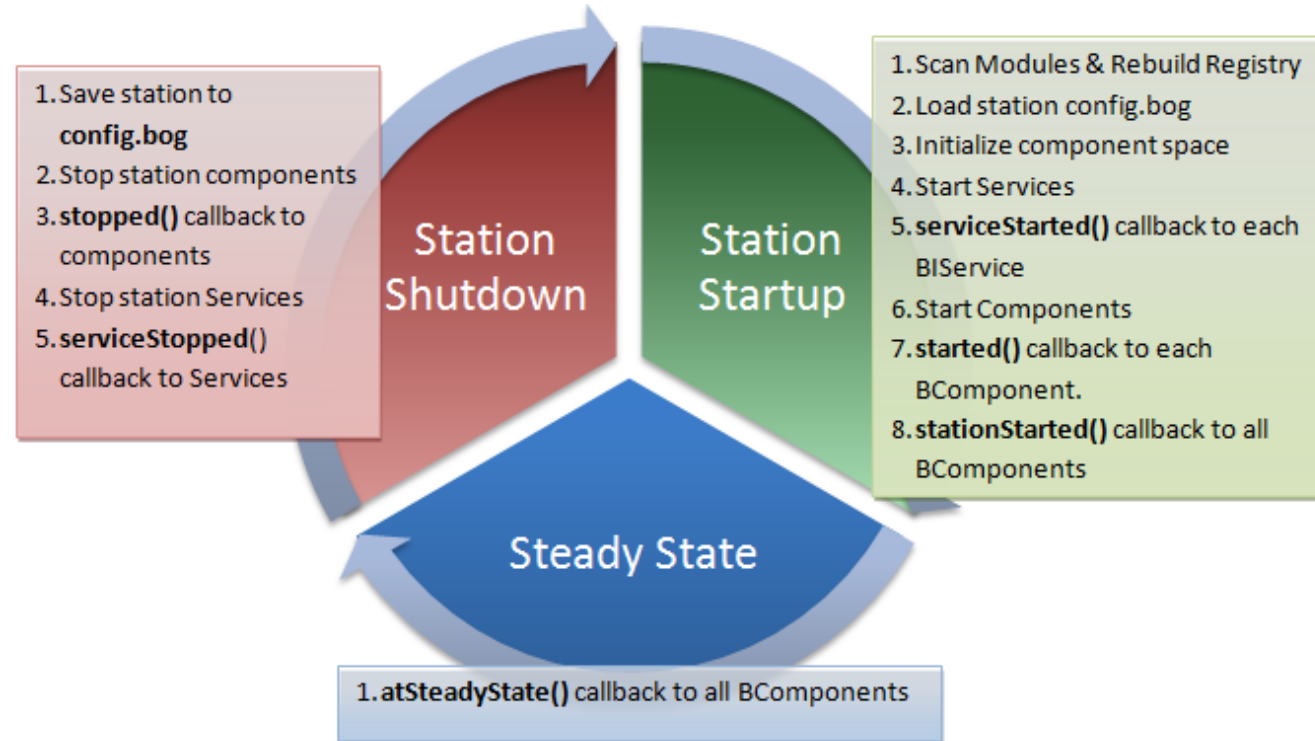 1. Save station to
config.bog
2. Stop station components
3. stopped() callback to
components
4. Stop station Services
5. serviceStopped()
callback to Services
Station
Shutdown
Station
Startup
1. Scan Modules & Rebuild Registry
2. Load station config.bog
3. Initialize component space
4. Start Services
5. serviceStarted() callback to each
BIService
6. Start Components
7. started() callback to each
BComponent.
8. stationStarted() callback to all
BComponents
Steady State
1. atSteadyState() callback to all BComponents